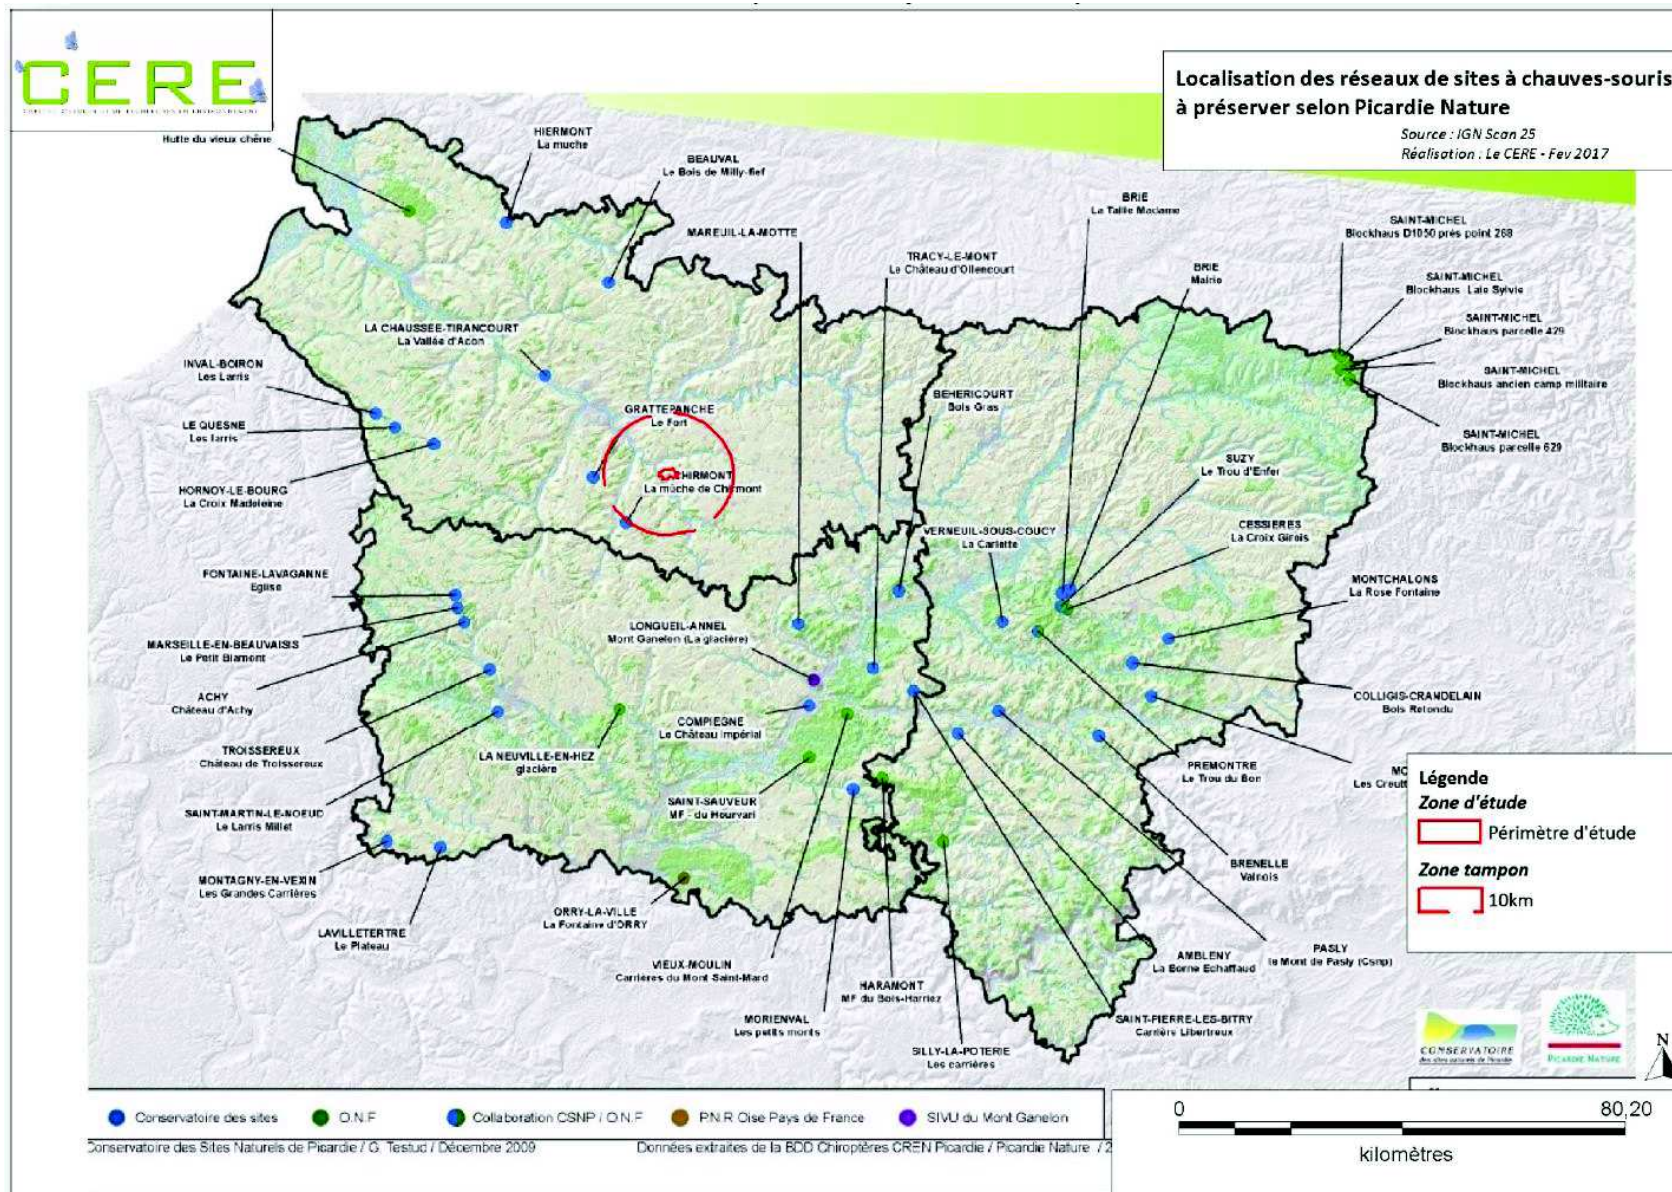 CERE
Localisation des réseaux de sites à chauves-souris
à préserver selon Picardie Nature
Source : IGN Scan 25
Réalisation : Le CERE - Fev 2017
Hutte du vieux chêne
HIERMONT
La muche
BEAUVAL
Le Bois de Milly-fief
MAREUIL-LA-MOTTE
TRACY-LE-MONT
Le Château d'Ollencourt
BRIE
La Taille Madame
BRIE
Mairie
SAINT-MICHEL
Blockhaus D1050 près point 268
SAINT-MICHEL
Blockhaus Laie Sylvie
SAINT-MICHEL
Blockhaus parcelle 429
SAINT-MICHEL
Blockhaus ancien camp militaire
SAINT-MICHEL
Blockhaus parcelle 629
LA CHAUSSEE-TIRANCOURT
La Vallée d'Acon
INVAL-BOIRON
Les Larris
LE QUESNE
Les larris
HORNOY-LE-BOURG
La Croix Madeleine
GRATTEPANCHE
Le Fort
CHIRMONT
La mûche de Chirmont
BEHERICOURT
Bois Gras
SUZY
Le Trou d'Enfer
CESSIERES
La Croix Girois
VERNEUIL-SOUS-COUCY
La Carlette
MONTCHALONS
La Rose Fontaine
FONTAINE-LAVAGANNE
Eglise
MARSEILLE-EN-BEAUVAISIS
Le Petit Blamont
ACHY
Château d'Achy
TROISSEREUX
Château de Troissereux
SAINT-MARTIN-LE-NOEUD
Le Larris Millet
MONTAGNY-EN-VEXIN
Les Grandes Carrières
LAVILLETERTRE
Le Plateau
LONGUEIL-ANNEL
Mont Ganelon (La glacière)
COMPIEGNE
Le Château Impérial
LA NEUVILLE-EN-HEZ
glacière
SAINT-SAUVEUR
MF - du Hourvari
ORRY-LA-VILLE
La Fontaine d'ORRY
VIEUX-MOULIN
Carrières du Mont Saint-Mard
MORIENVAL
Les petits monts
HARAMONT
MF du Bois-Harriez
SILLY-LA-POTERIE
Les carrières
SAINT-PIERRE-LES-BITRY
Carrière Libertreux
AMBLENY
La Borne Echaffaud
PASLY
le Mont de Pasly (Csnp)
BRENELLE
Valnois
PREMONTRE
Le Trou du Bon
COLLIGIS-CRANDELAIN
Bois Retondu
MO
Les Creutt
Légende
Zone d'étude
Périmètre d'étude
Zone tampon
10km
CONSERVATOIRE
des sites naturels de Picardie
PICARDIE NATURE
N
Conservatoire des sites
O.N.F
Collaboration CSNP / O.N.F
P.N.R Oise Pays de France
SIVU du Mont Ganelon
Conservatoire des Sites Naturels de Picardie / G. Testud / Décembre 2009
Données extraites de la BDD Chiroptères CREN Picardie / Picardie Nature / 2
0 80,20
kilomètres